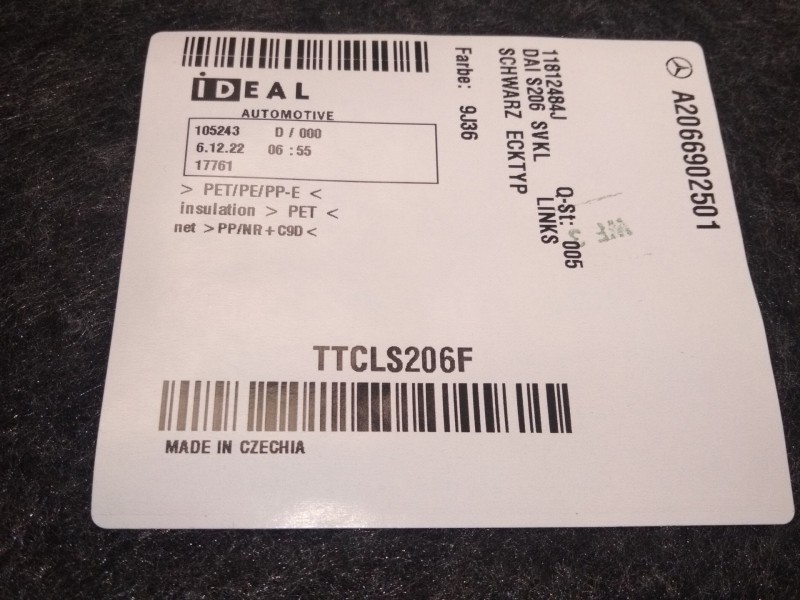 iDEAL
AUTOMOTIVE
105243 D / 000
6.12.22 06 : 55
17761
> PET/PE/PP-E <
insulation > PET <
net > PP/NR + C9D <
Farbe: 9J36
11812484J
DAI S206 SVKL Q-St: 005
SCHWARZ ECKTYP LINKS
A2066902501
TTCLS206F
MADE IN CZECHIA